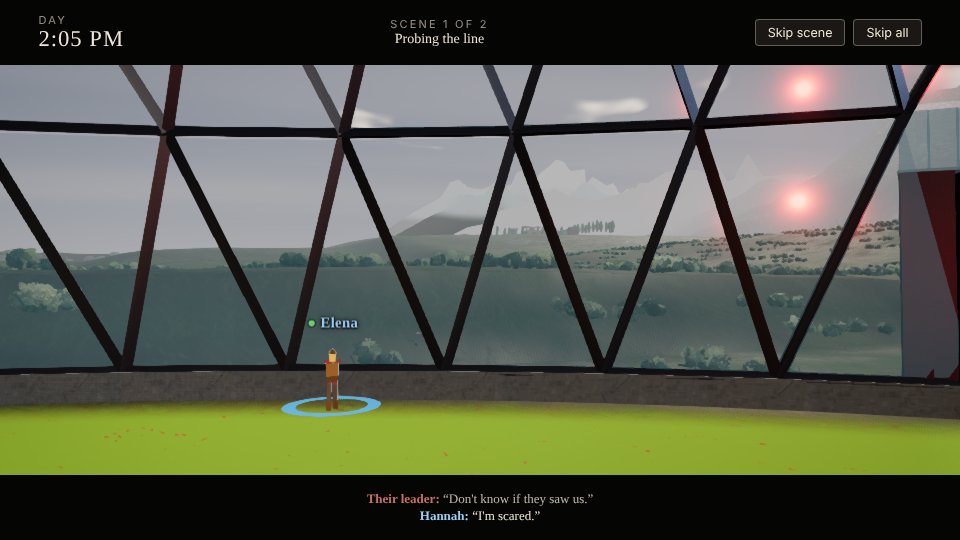 DAY
2:05 PM
SCENE 1 OF 2
Probing the line
Skip scene
Skip all
Elena
Their leader: “Don't know if they saw us.”
Hannah: “I'm scared.”